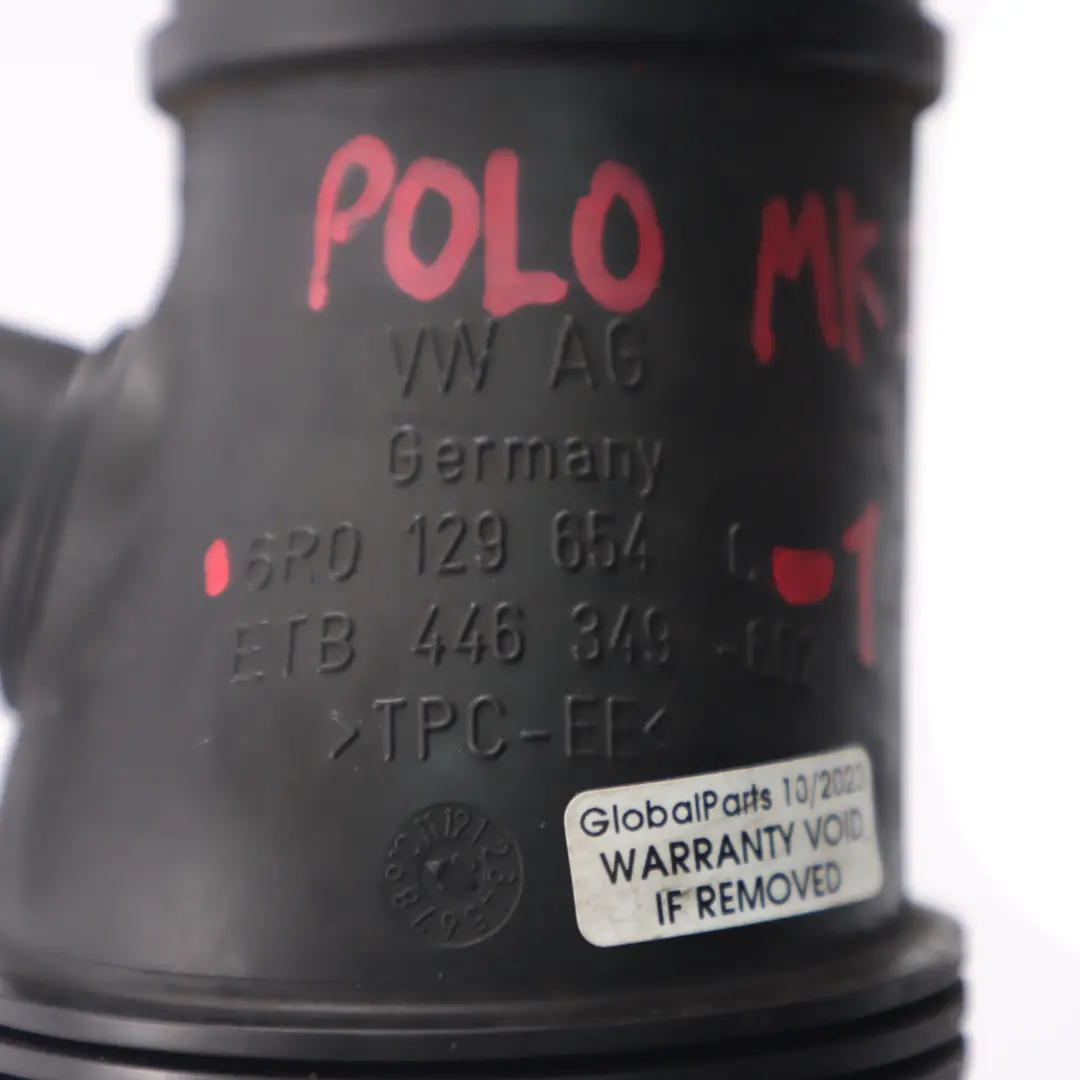 POLO MK
VW AG
Germany
6R0 129 654 C
1
ETB 446 349
>TPC-EE<
GlobalParts 10/2023
WARRANTY VOID
IF REMOVED